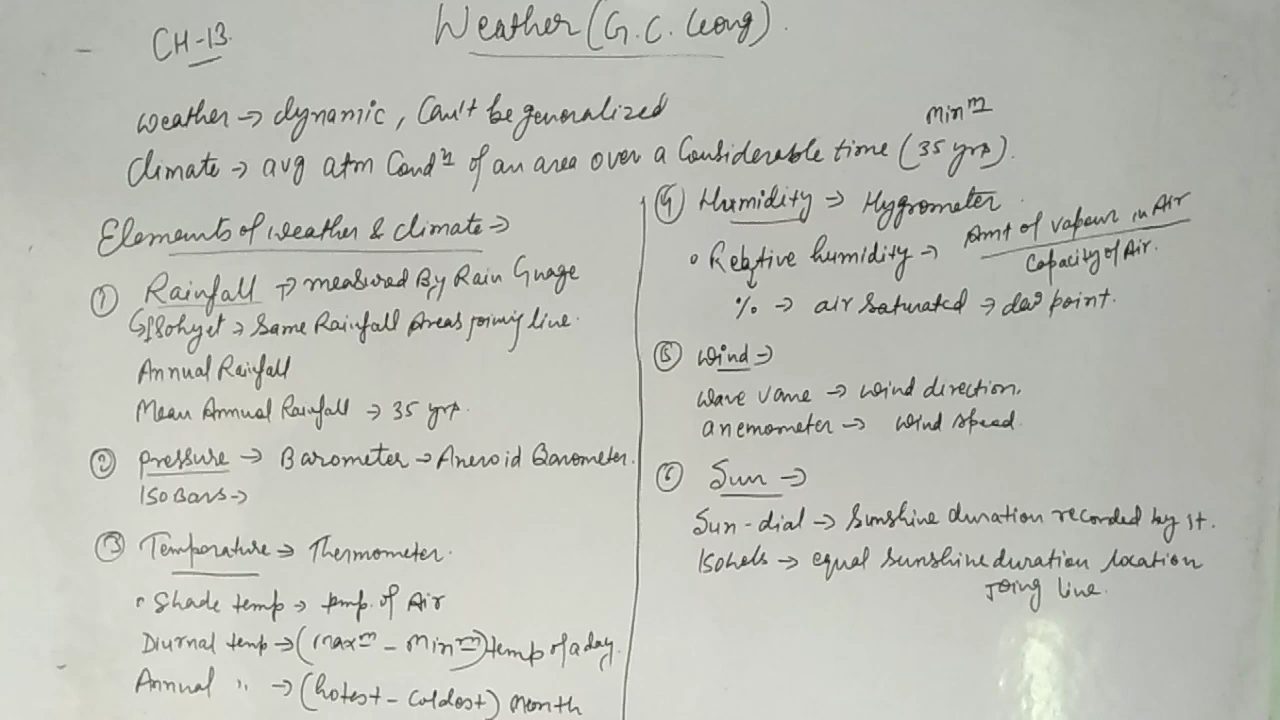 CH-13.
Weather (G.C. Leong).
weather → dynamic, Can't be generalized
Climate → avg atm Condⁿ of an area over a Considerable time (35 yrs).
Minᵐ
Elements of weather & climate →
① Rainfall → measured By Rain Guage
↳ Isohyet → Same Rainfall Areas joining line.
Annual Rainfall
Mean Annual Rainfall → 35 yrs.
② pressure → Barometer → Aneroid Barometer.
ISoBars →
③ Temperature → Thermometer.
• Shade temp → temp. of Air
Diurnal temp → (maxᵐ - Minᵐ) temp of a day.
Annual " → (hotest - Coldest) Month
④ Humidity → Hygrometer
• Relative humidity → Amt of vapour in Air
Capacity of Air.
% → air saturated → dew point.
⑤ Wind →
Wave Vane → wind direction.
anemometer → wind speed.
⑥ Sun →
Sun-dial → Sunshine duration recorded by it.
Isohels → equal sunshine duration location
Joing line.